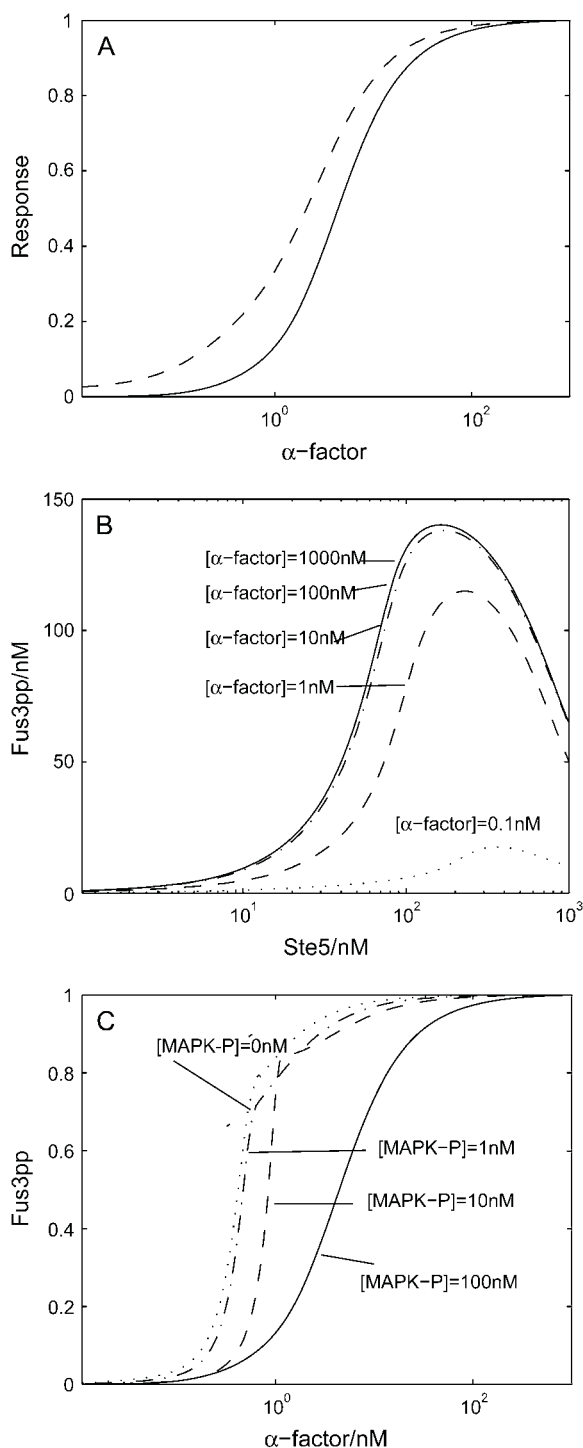 A
1
0.8
0.6
0.4
0.2
0
Response
10^0
10^2
α−factor
B
150
100
50
0
Fus3pp/nM
[α−factor]=1000nM
[α−factor]=100nM
[α−factor]=10nM
[α−factor]=1nM
[α−factor]=0.1nM
10^1
10^2
10^3
Ste5/nM
C
1
0.8
0.6
0.4
0.2
0
Fus3pp
[MAPK-P]=0nM
[MAPK−P]=1nM
[MAPK−P]=10nM
[MAPK−P]=100nM
10^0
10^2
α−factor/nM